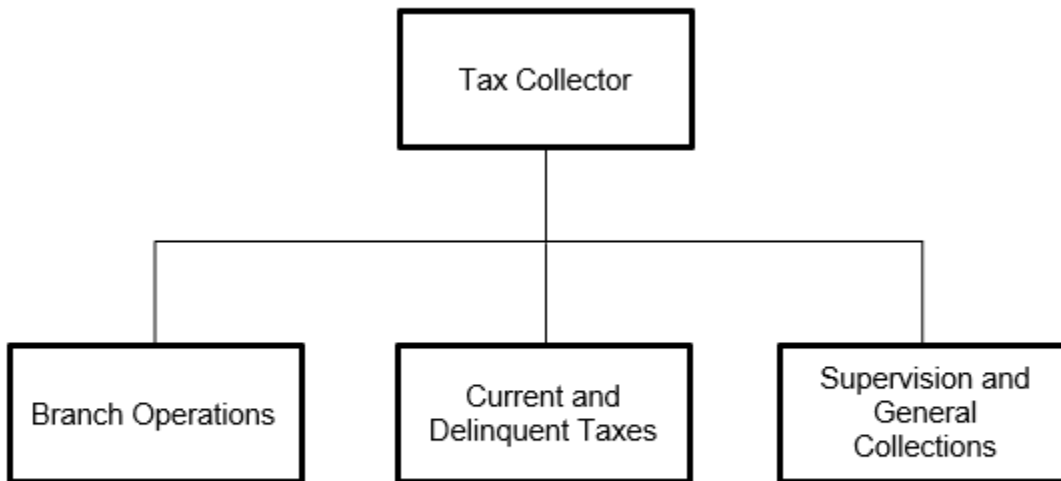 Tax Collector
Branch Operations
Current and
Delinquent Taxes
Supervision and
General
Collections